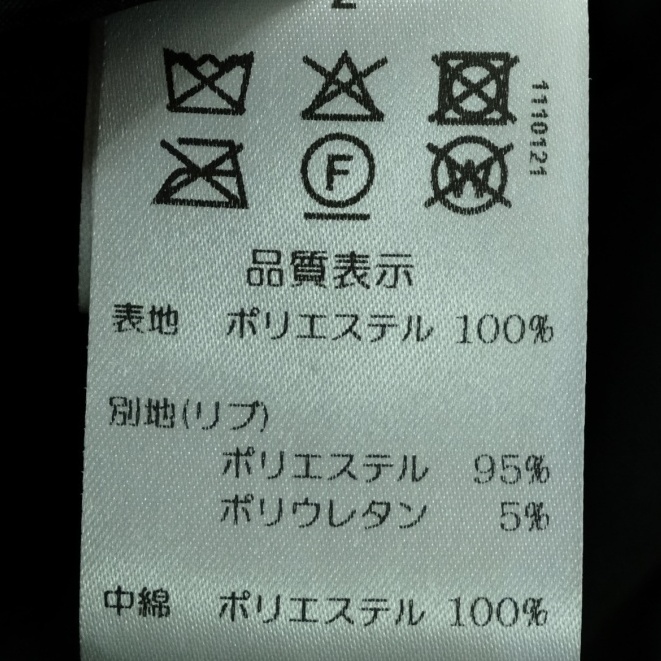 1110121
F
W
品質表示
表地 ポリエステル 100%
別地(リブ)
ポリエステル 95%
ポリウレタン 5%
中綿 ポリエステル 100%